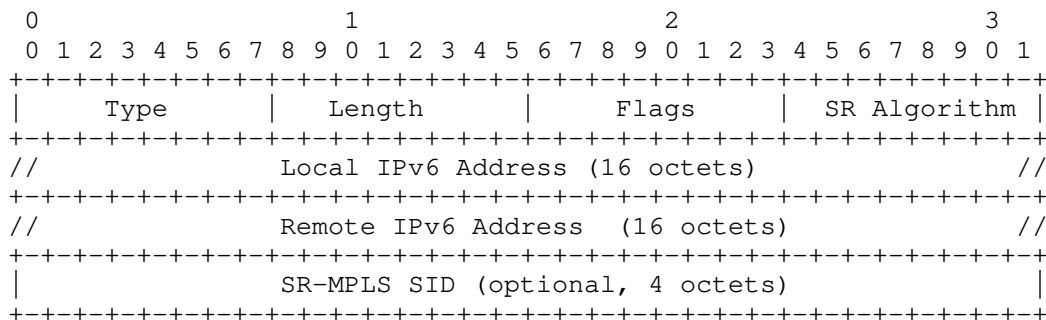 0                   1                   2                   3
 0 1 2 3 4 5 6 7 8 9 0 1 2 3 4 5 6 7 8 9 0 1 2 3 4 5 6 7 8 9 0 1
+-+-+-+-+-+-+-+-+-+-+-+-+-+-+-+-+-+-+-+-+-+-+-+-+-+-+-+-+-+-+-+-+
|     Type      |   Length      |     Flags     |  SR Algorithm |
+-+-+-+-+-+-+-+-+-+-+-+-+-+-+-+-+-+-+-+-+-+-+-+-+-+-+-+-+-+-+-+-+
//               Local IPv6 Address (16 octets)                //
+-+-+-+-+-+-+-+-+-+-+-+-+-+-+-+-+-+-+-+-+-+-+-+-+-+-+-+-+-+-+-+-+
//               Remote IPv6 Address  (16 octets)              //
+-+-+-+-+-+-+-+-+-+-+-+-+-+-+-+-+-+-+-+-+-+-+-+-+-+-+-+-+-+-+-+-+
|                SR-MPLS SID (optional, 4 octets)               |
+-+-+-+-+-+-+-+-+-+-+-+-+-+-+-+-+-+-+-+-+-+-+-+-+-+-+-+-+-+-+-+-+